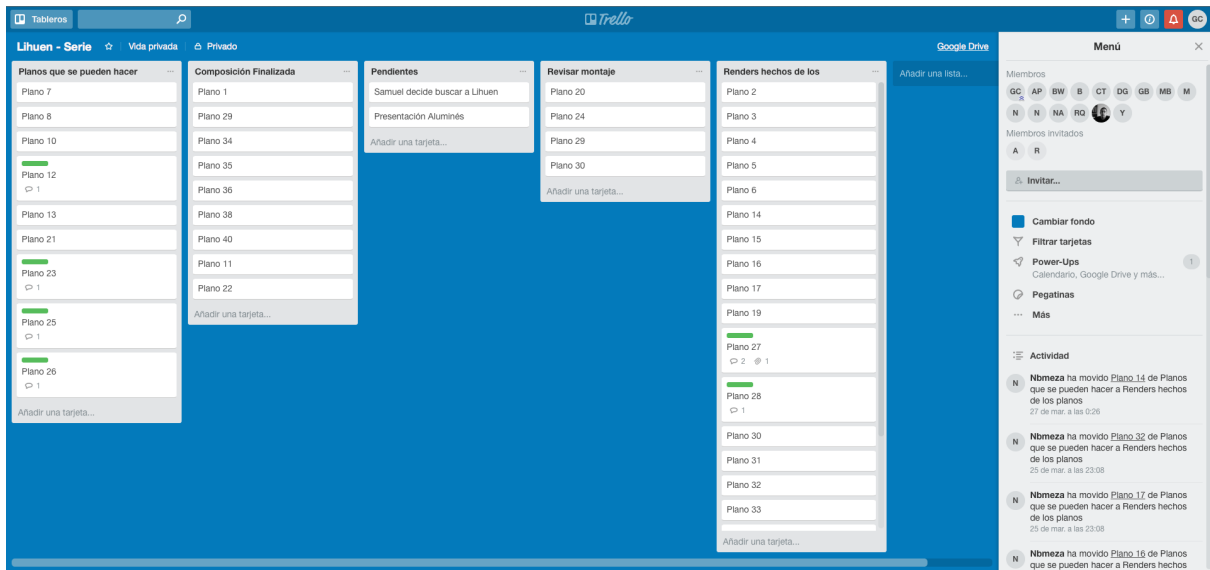 Tableros
Trello
GC
Lihuen - Serie
Vida privada
Privado
Google Drive
Planos que se pueden hacer
Plano 7
Plano 8
Plano 10
Plano 12
1
Plano 13
Plano 21
Plano 23
1
Plano 25
1
Plano 26
1
Añadir una tarjeta...
Composición Finalizada
Plano 1
Plano 29
Plano 34
Plano 35
Plano 36
Plano 38
Plano 40
Plano 11
Plano 22
Añadir una tarjeta...
Pendientes
Samuel decide buscar a Lihuen
Presentación Aluminés
Añadir una tarjeta...
Revisar montaje
Plano 20
Plano 24
Plano 29
Plano 30
Añadir una tarjeta...
Renders hechos de los
Plano 2
Plano 3
Plano 4
Plano 5
Plano 6
Plano 14
Plano 15
Plano 16
Plano 17
Plano 19
Plano 27
2 1
Plano 28
1
Plano 30
Plano 31
Plano 32
Plano 33
Añadir una tarjeta...
Añadir una lista...
Menú
Miembros
GC AP BW B CT DG GB MB M
N N NA RQ Y
Miembros invitados
A R
Invitar...
Cambiar fondo
Filtrar tarjetas
Power-Ups 1
Calendario, Google Drive y más...
Pegatinas
Más
Actividad
N
Nbmeza ha movido Plano 14 de Planos
que se pueden hacer a Renders hechos
de los planos
27 de mar. a las 0:26
N
Nbmeza ha movido Plano 32 de Planos
que se pueden hacer a Renders hechos
de los planos
25 de mar. a las 23:08
N
Nbmeza ha movido Plano 17 de Planos
que se pueden hacer a Renders hechos
de los planos
25 de mar. a las 23:08
N
Nbmeza ha movido Plano 16 de Planos
que se pueden hacer a Renders hechos